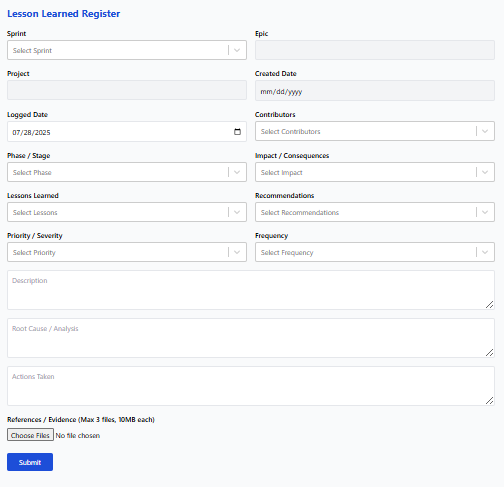 Lesson Learned Register
Sprint Epic
Select Sprint
Project Created Date
mm/dd/yyyy
Logged Date Contributors
07/28/2025 Select Contributors
Phase / Stage Impact / Consequences
Select Phase Select Impact
Lessons Learned Recommendations
Select Lessons Select Recommendations
Priority / Severity Frequency
Select Priority Select Frequency
Description
Root Cause / Analysis
Actions Taken
References / Evidence (Max 3 files, 10MB each)
Choose Files No file chosen
Submit